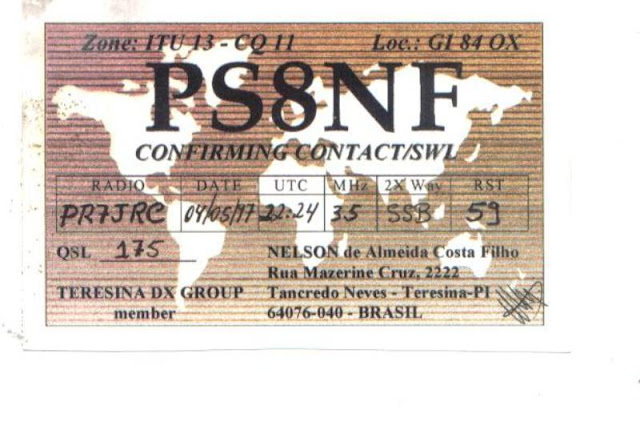 Zone: ITU 13 - CQ 11 Loc.: GI 84 OX
PS8NF
CONFIRMING CONTACT/SWL
RADIO DATE UTC MHz 2X Way RST
PR7JRC 04/05/97 22:24 3.5 SSB 59
QSL 175 NELSON de Almeida Costa Filho
Rua Mazerine Cruz, 2222
TERESINA DX GROUP Tancredo Neves - Teresina-PI
member 64076-040 - BRASIL